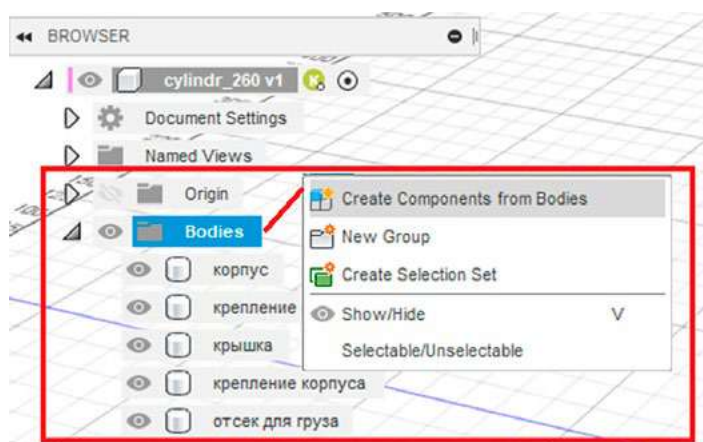 BROWSER
cylindr_260 v1
Document Settings
Named Views
Origin
Create Components from Bodies
Bodies
New Group
корпус
Create Selection Set
крепление
Show/Hide V
крышка
Selectable/Unselectable
крепление корпуса
отсек для груза